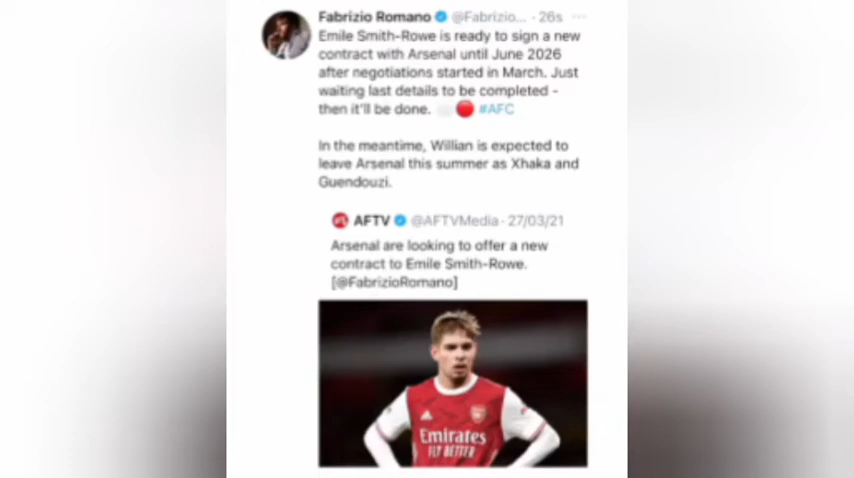 Fabrizio Romano @Fabrizio... · 26s
Emile Smith-Rowe is ready to sign a new
contract with Arsenal until June 2026
after negotiations started in March. Just
waiting last details to be completed -
then it'll be done. ⚪🔴 #AFC
In the meantime, Willian is expected to
leave Arsenal this summer as Xhaka and
Guendouzi.
AFTV @AFTVMedia · 27/03/21
Arsenal are looking to offer a new
contract to Emile Smith-Rowe.
[@FabrizioRomano]
Emirates
FLY BETTER